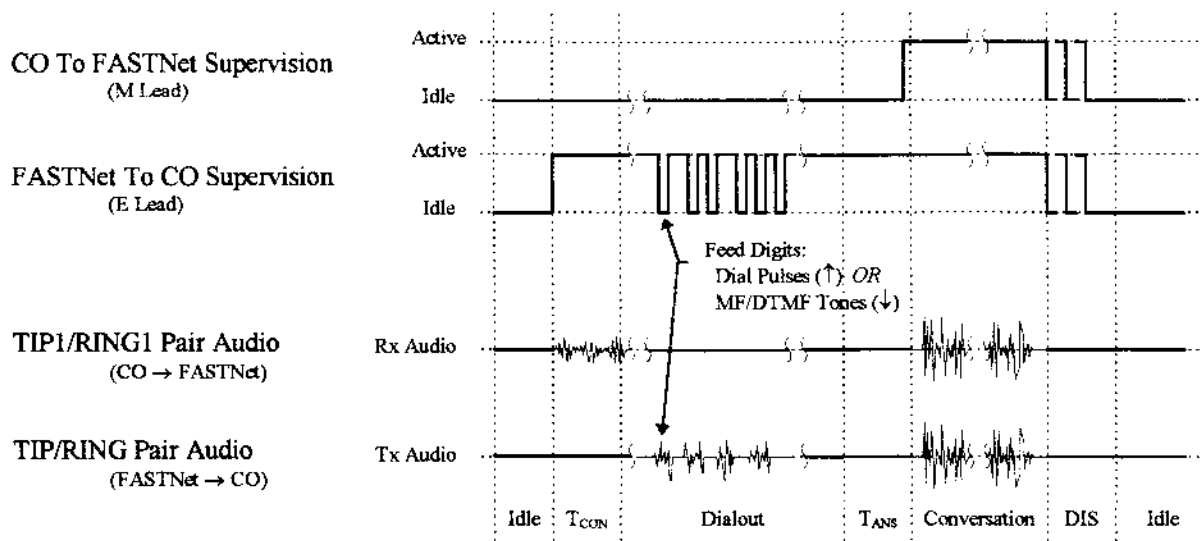 Active
CO To FASTNet Supervision
(M Lead)
Idle
Active
FASTNet To CO Supervision
(E Lead)
Idle
Feed Digits:
Dial Pulses (↑) OR
MF/DTMF Tones (↓)
TIP1/RING1 Pair Audio
(CO → FASTNet)
Rx Audio
TIP/RING Pair Audio
(FASTNet → CO)
Tx Audio
Idle TCON Dialout TANS Conversation DIS Idle